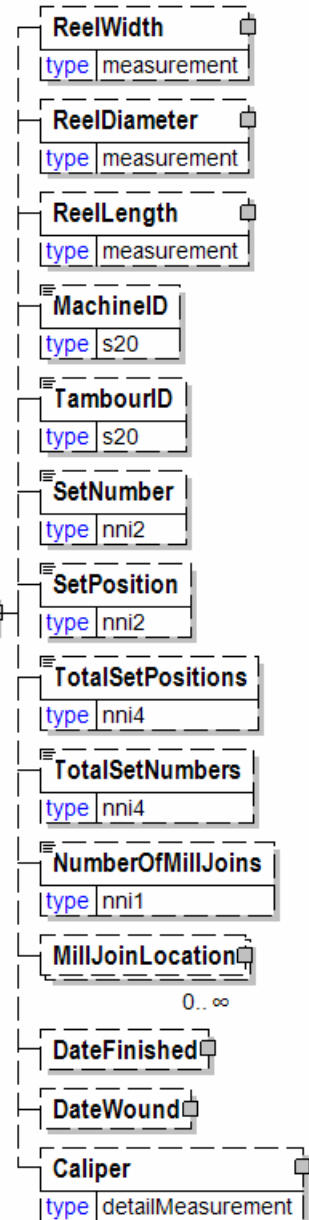 ReelWidth
type measurement
ReelDiameter
type measurement
ReelLength
type measurement
MachineID
type s20
TambourID
type s20
SetNumber
type nni2
SetPosition
type nni2
TotalSetPositions
type nni4
TotalSetNumbers
type nni4
NumberOfMillJoins
type nni1
MillJoinLocation
0.. ∞
DateFinished
DateWound
Caliper
type detailMeasurement